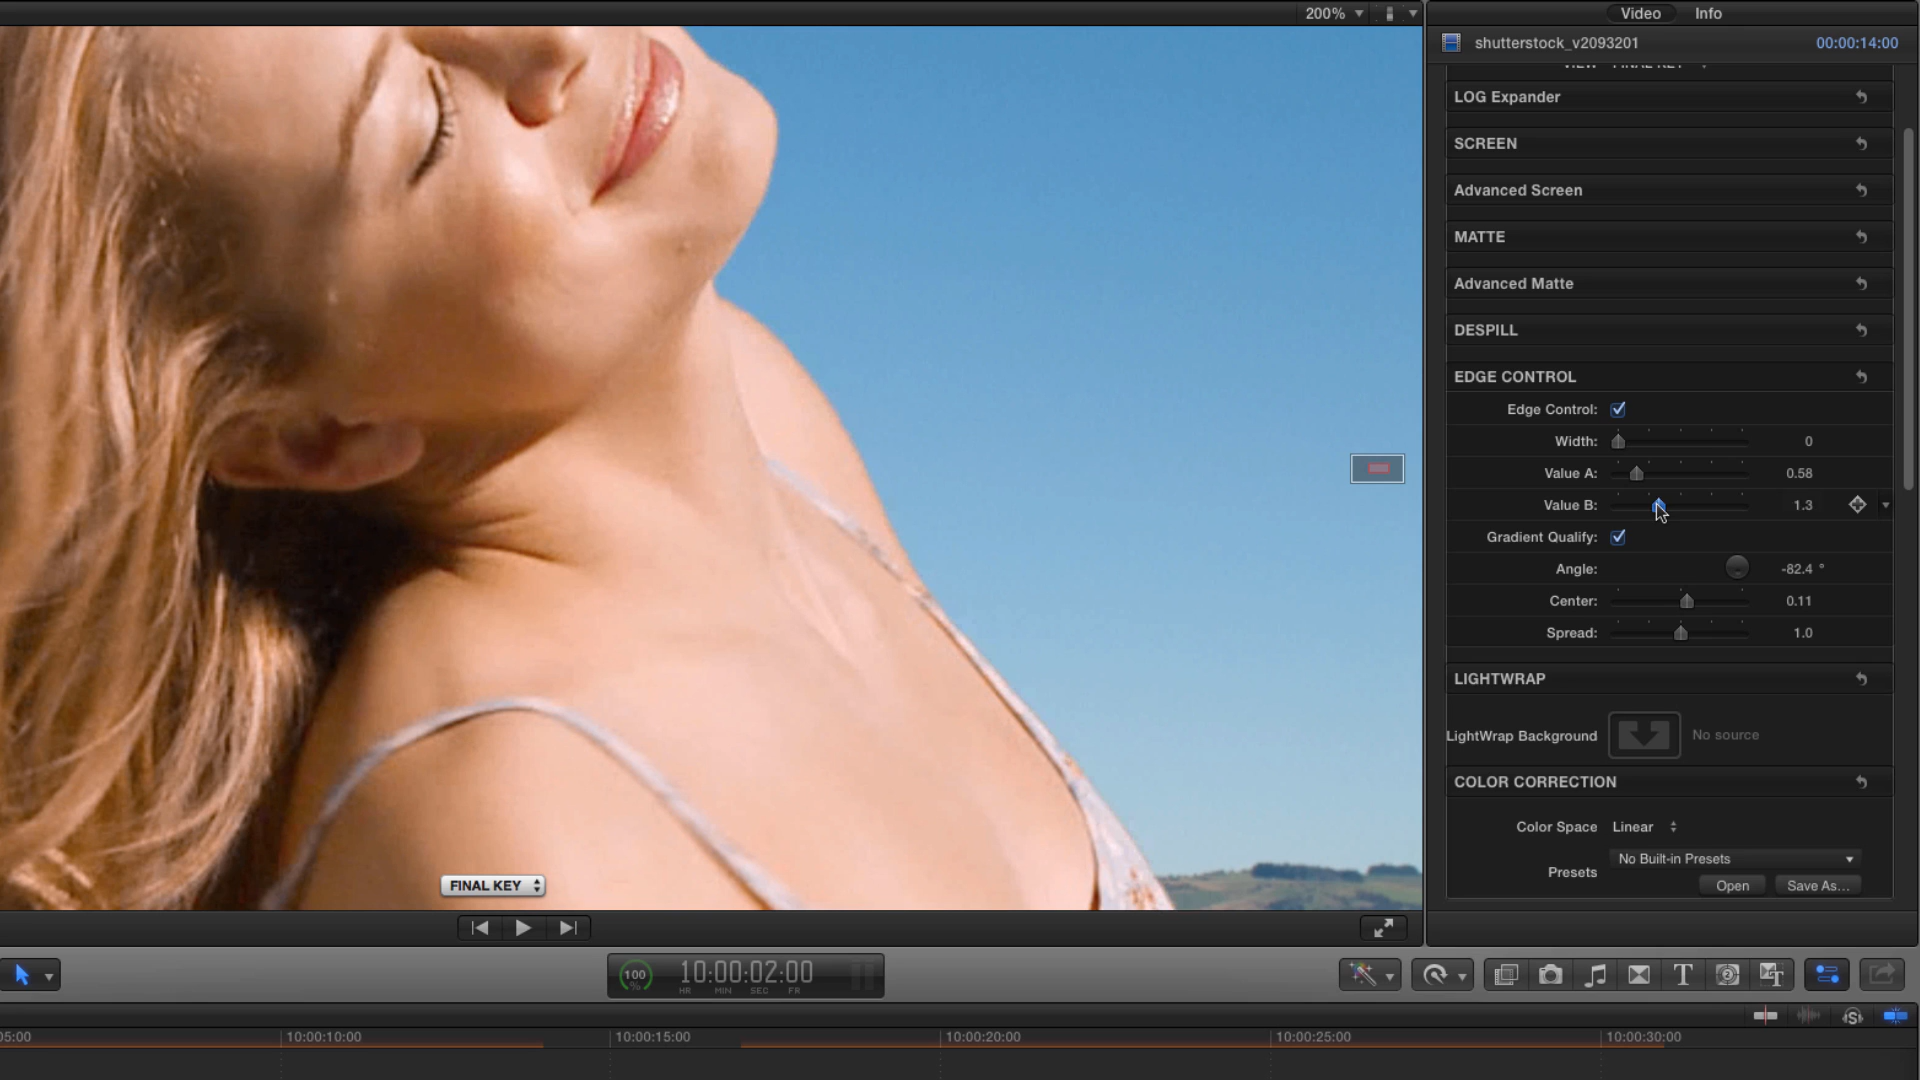 200%
Video Info
shutterstock_v2093201 00:00:14:00
VIEW FINAL KEY
LOG Expander
SCREEN
Advanced Screen
MATTE
Advanced Matte
DESPILL
EDGE CONTROL
Edge Control:
Width: 0
Value A: 0.58
Value B: 1.3
Gradient Qualify:
Angle: -82.4 °
Center: 0.11
Spread: 1.0
LIGHTWRAP
LightWrap Background No source
COLOR CORRECTION
Color Space Linear
No Built-in Presets
Presets
Open Save As...
FINAL KEY
100 %
10:00:02:00
HR MIN SEC FR
05:00 10:00:10:00 10:00:15:00 10:00:20:00 10:00:25:00 10:00:30:00